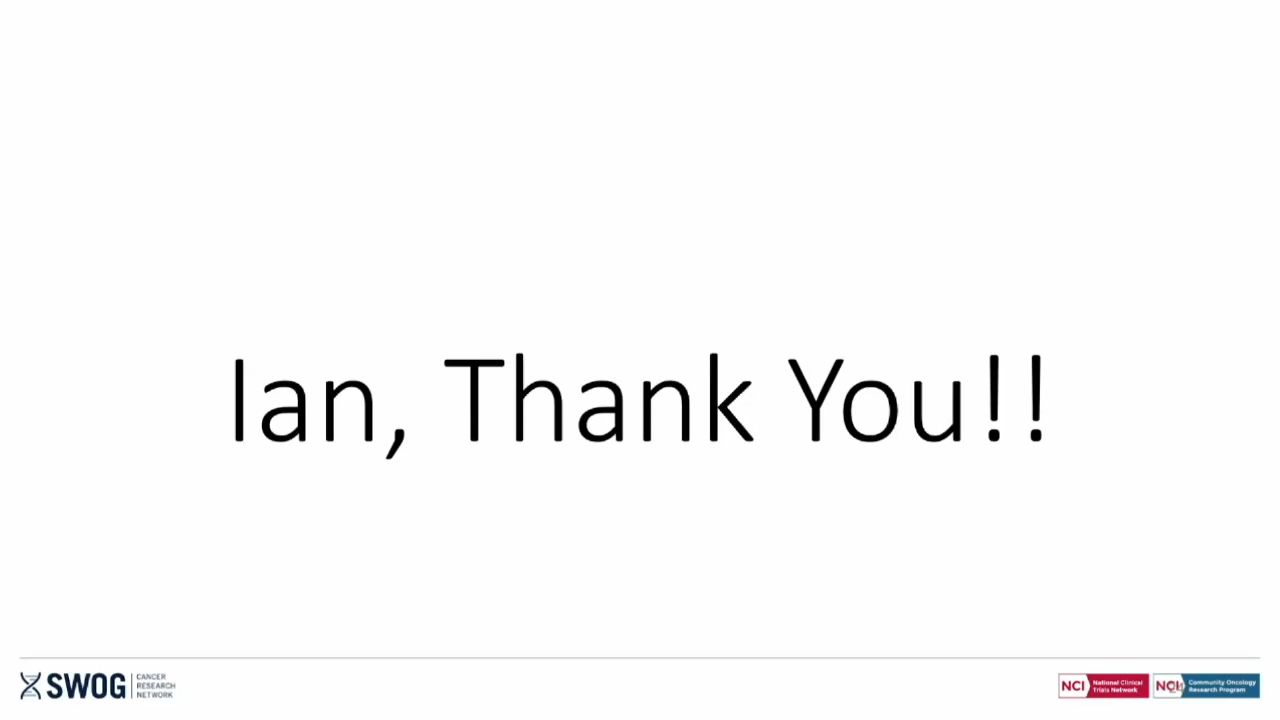 Ian, Thank You!!
SWOG
CANCER
RESEARCH
NETWORK
NCI
National Clinical
Trials Network
NCI
Community Oncology
Research Program